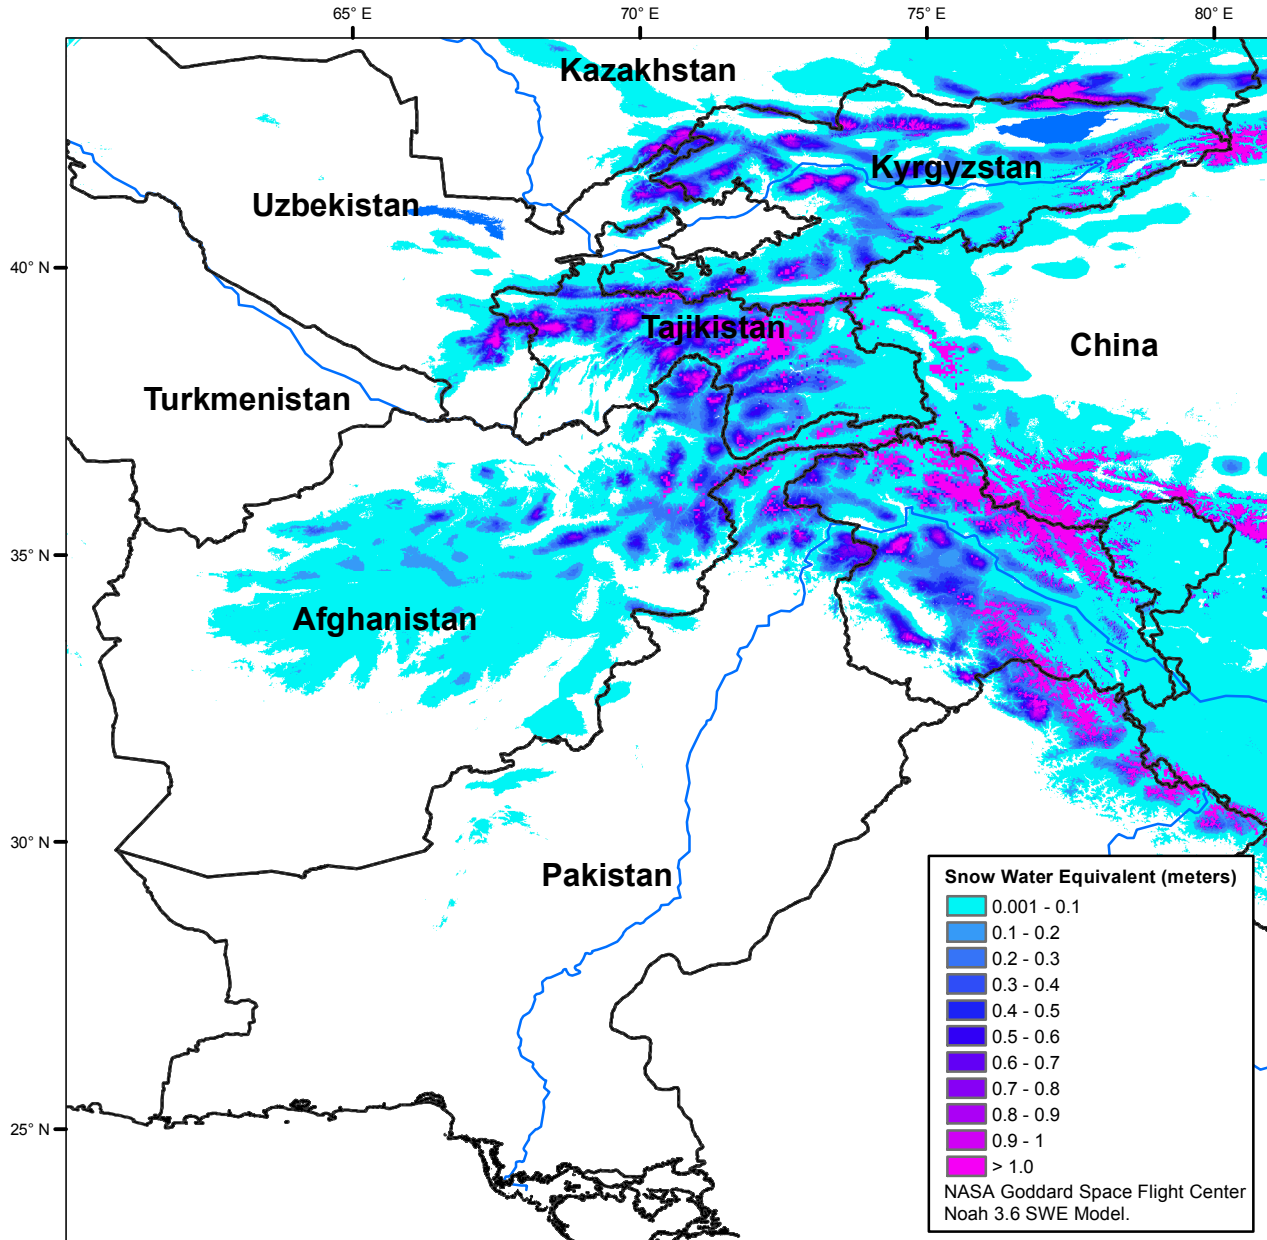 65° E
70° E
75° E
80° E
Kazakhstan
Kyrgyzstan
Uzbekistan
40° N
Tajikistan
China
Turkmenistan
35° N
Afghanistan
30° N
Pakistan
25° N
Snow Water Equivalent (meters)
0.001 - 0.1
0.1 - 0.2
0.2 - 0.3
0.3 - 0.4
0.4 - 0.5
0.5 - 0.6
0.6 - 0.7
0.7 - 0.8
0.8 - 0.9
0.9 - 1
> 1.0
NASA Goddard Space Flight Center
Noah 3.6 SWE Model.